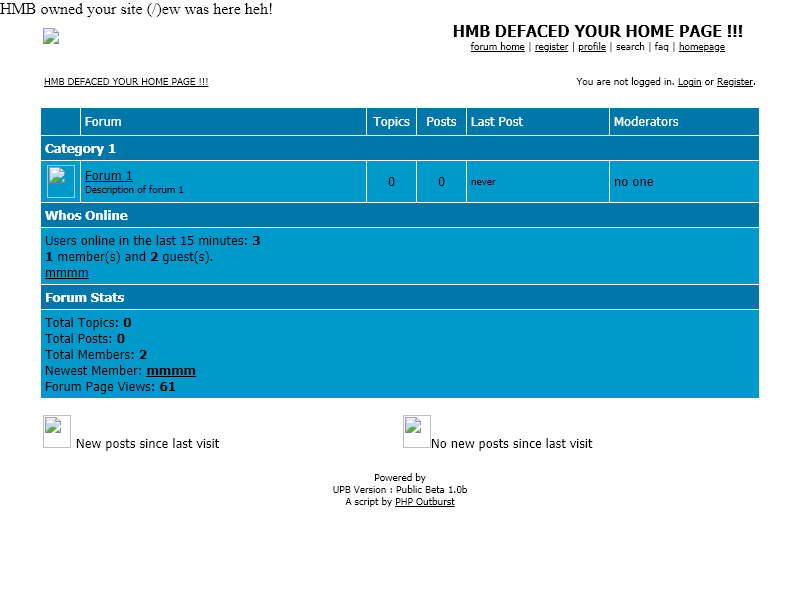 HMB owned your site (/)ew was here heh!
HMB DEFACED YOUR HOME PAGE !!!
forum home | register | profile | search | faq | homepage
HMB DEFACED YOUR HOME PAGE !!!
You are not logged in. Login or Register.
Forum Topics Posts Last Post Moderators
Category 1
Forum 1
Description of forum 1
0 0 never no one
Whos Online
Users online in the last 15 minutes: 3
1 member(s) and 2 guest(s).
mmmm
Forum Stats
Total Topics: 0
Total Posts: 0
Total Members: 2
Newest Member: mmmm
Forum Page Views: 61
New posts since last visit
No new posts since last visit
Powered by
UPB Version : Public Beta 1.0b
A script by PHP Outburst